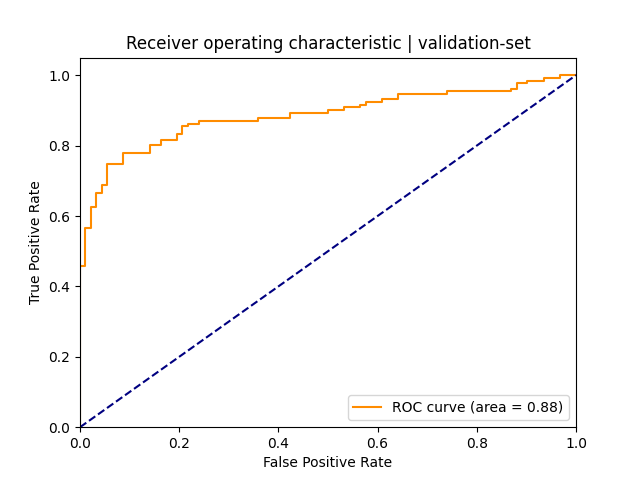 Receiver operating characteristic | validation-set
1.0
0.8
0.6
0.4
0.2
0.0
True Positive Rate
ROC curve (area = 0.88)
0.0 0.2 0.4 0.6 0.8 1.0
False Positive Rate